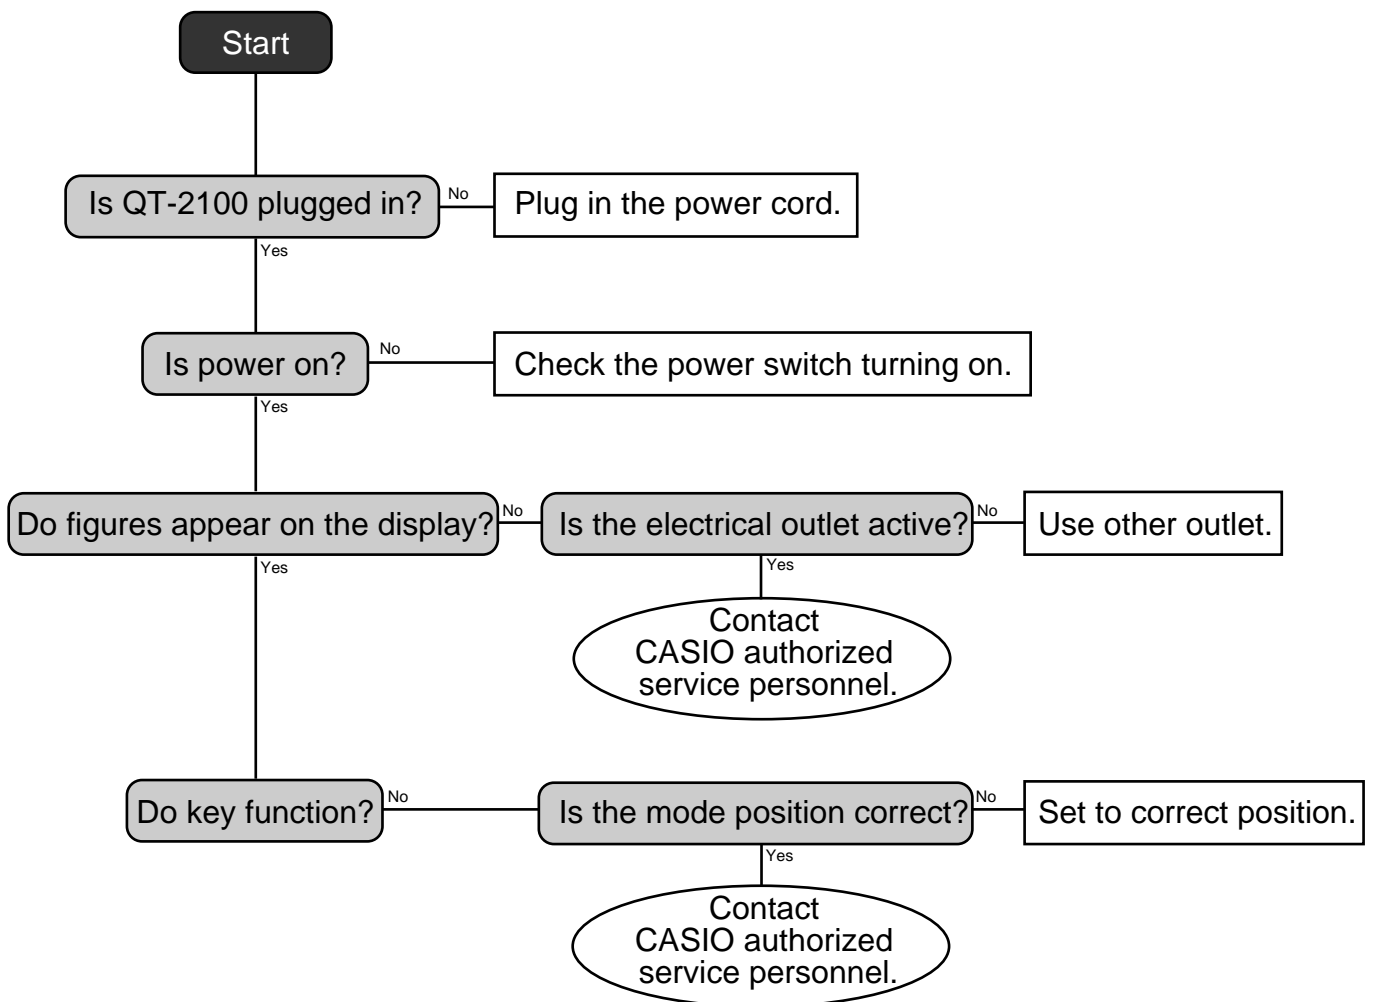 Start
Is QT-2100 plugged in?
No
Plug in the power cord.
Yes
Is power on?
No
Check the power switch turning on.
Yes
Do figures appear on the display?
No
Is the electrical outlet active?
No
Use other outlet.
Yes
Yes
Contact
CASIO authorized
service personnel.
Do key function?
No
Is the mode position correct?
No
Set to correct position.
Yes
Contact
CASIO authorized
service personnel.